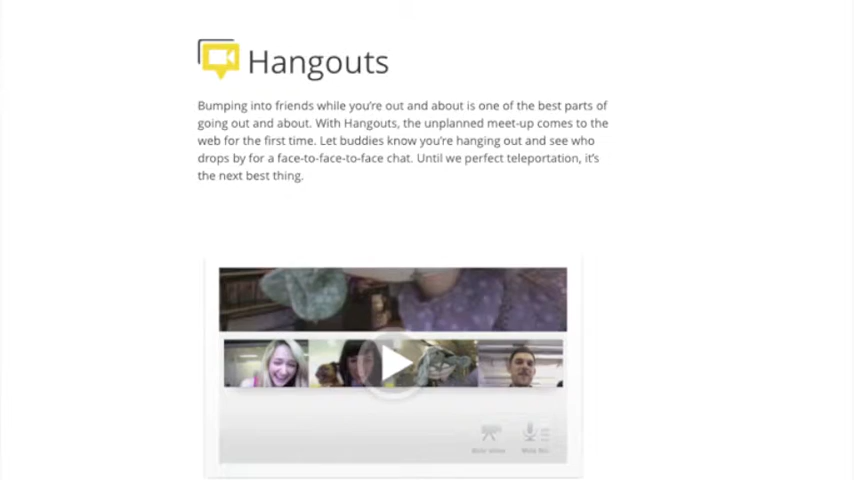 Hangouts
Bumping into friends while you're out and about is one of the best parts of
going out and about. With Hangouts, the unplanned meet-up comes to the
web for the first time. Let buddies know you're hanging out and see who
drops by for a face-to-face-to-face chat. Until we perfect teleportation, it's
the next best thing.